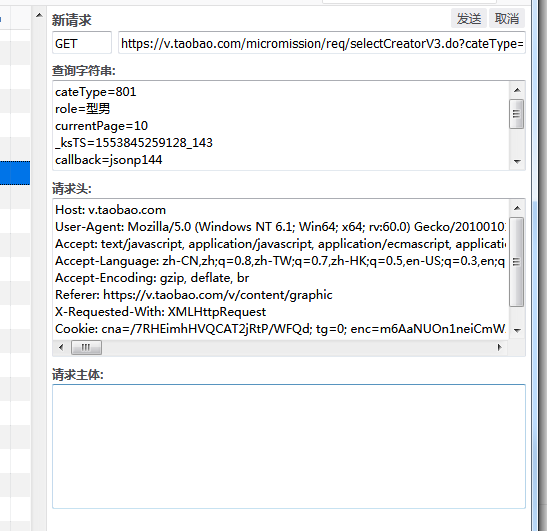 新请求
发送 取消
GET https://v.taobao.com/micromission/req/selectCreatorV3.do?cateType=
查询字符串:
cateType=801
role=型男
currentPage=10
_ksTS=1553845259128_143
callback=jsonp144
请求头:
Host: v.taobao.com
User-Agent: Mozilla/5.0 (Windows NT 6.1; Win64; x64; rv:60.0) Gecko/2010010
Accept: text/javascript, application/javascript, application/ecmascript, applicatio
Accept-Language: zh-CN,zh;q=0.8,zh-TW;q=0.7,zh-HK;q=0.5,en-US;q=0.3,en;q
Accept-Encoding: gzip, deflate, br
Referer: https://v.taobao.com/v/content/graphic
X-Requested-With: XMLHttpRequest
Cookie: cna=/7RHEimhHVQCAT2jRtP/WFQd; tg=0; enc=m6AaNUOn1neiCmW
请求主体: